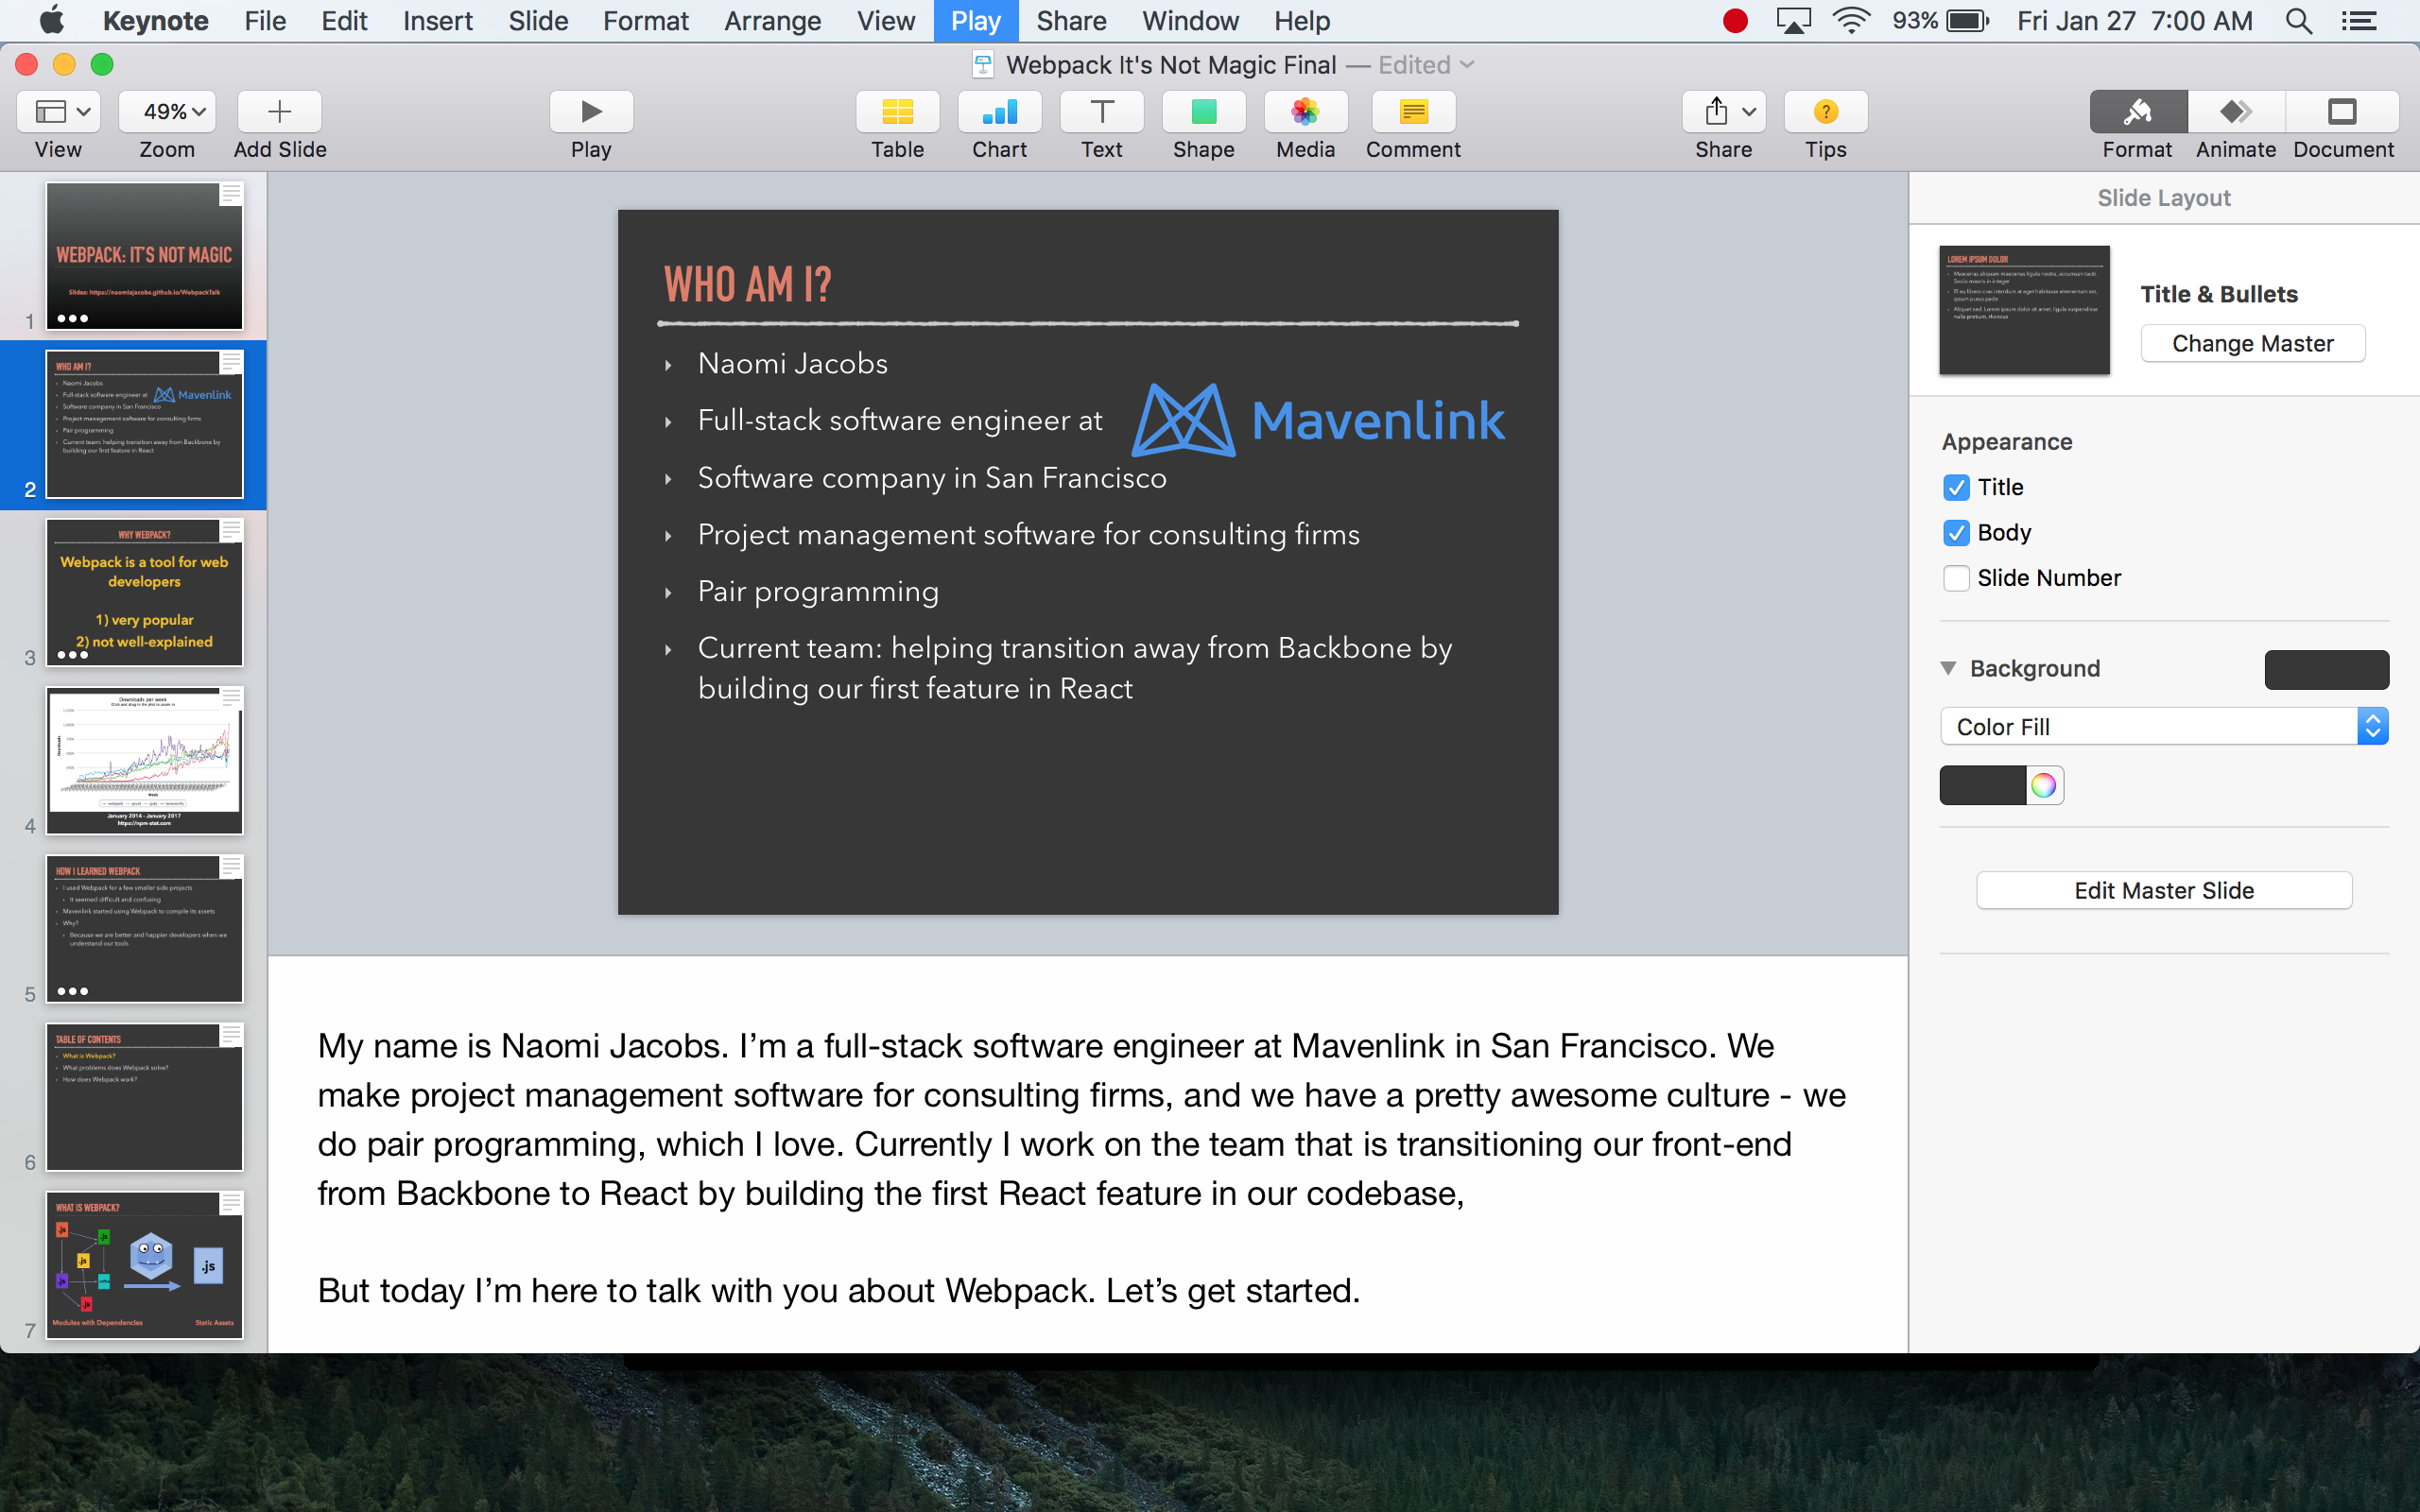 Keynote File Edit Insert Slide Format Arrange View Play Share Window Help 93% Fri Jan 27 7:00 AM
Webpack It's Not Magic Final — Edited
49%
View Zoom Add Slide Play Table Chart Text Shape Media Comment Share Tips Format Animate Document
WEBPACK: IT'S NOT MAGIC
Slides: https://naomiajacobs.github.io/WebpackTalk
1
WHO AM I?
Naomi Jacobs
Full-stack software engineer at Mavenlink
Software company in San Francisco
Project management software for consulting firms
Pair programming
Current team: helping transition away from Backbone by
building our first feature in React
2
WHY WEBPACK?
Webpack is a tool for web
developers
1) very popular
2) not well-explained
3
Downloads per week
Click and drag in the plot to zoom in
Downloads
Week
January 2014 - January 2017
https://npm-stat.com
4
HOW I LEARNED WEBPACK
I used Webpack for a few smaller side projects
It seemed difficult and confusing
Mavenlink started using Webpack to compile its assets
Why?
Because we are better and happier developers when we
understand our tools
5
TABLE OF CONTENTS
What is Webpack?
What problems does Webpack solve?
How does Webpack work?
6
WHAT IS WEBPACK?
.js
.js
.js
.js
.js
.js
Modules with Dependencies
Static Assets
7
WHO AM I?
Naomi Jacobs
Full-stack software engineer at Mavenlink
Software company in San Francisco
Project management software for consulting firms
Pair programming
Current team: helping transition away from Backbone by
building our first feature in React
My name is Naomi Jacobs. I'm a full-stack software engineer at Mavenlink in San Francisco. We
make project management software for consulting firms, and we have a pretty awesome culture - we
do pair programming, which I love. Currently I work on the team that is transitioning our front-end
from Backbone to React by building the first React feature in our codebase,
But today I'm here to talk with you about Webpack. Let's get started.
Slide Layout
LOREM IPSUM DOLOR
Title & Bullets
Change Master
Appearance
Title
Body
Slide Number
Background
Color Fill
Edit Master Slide